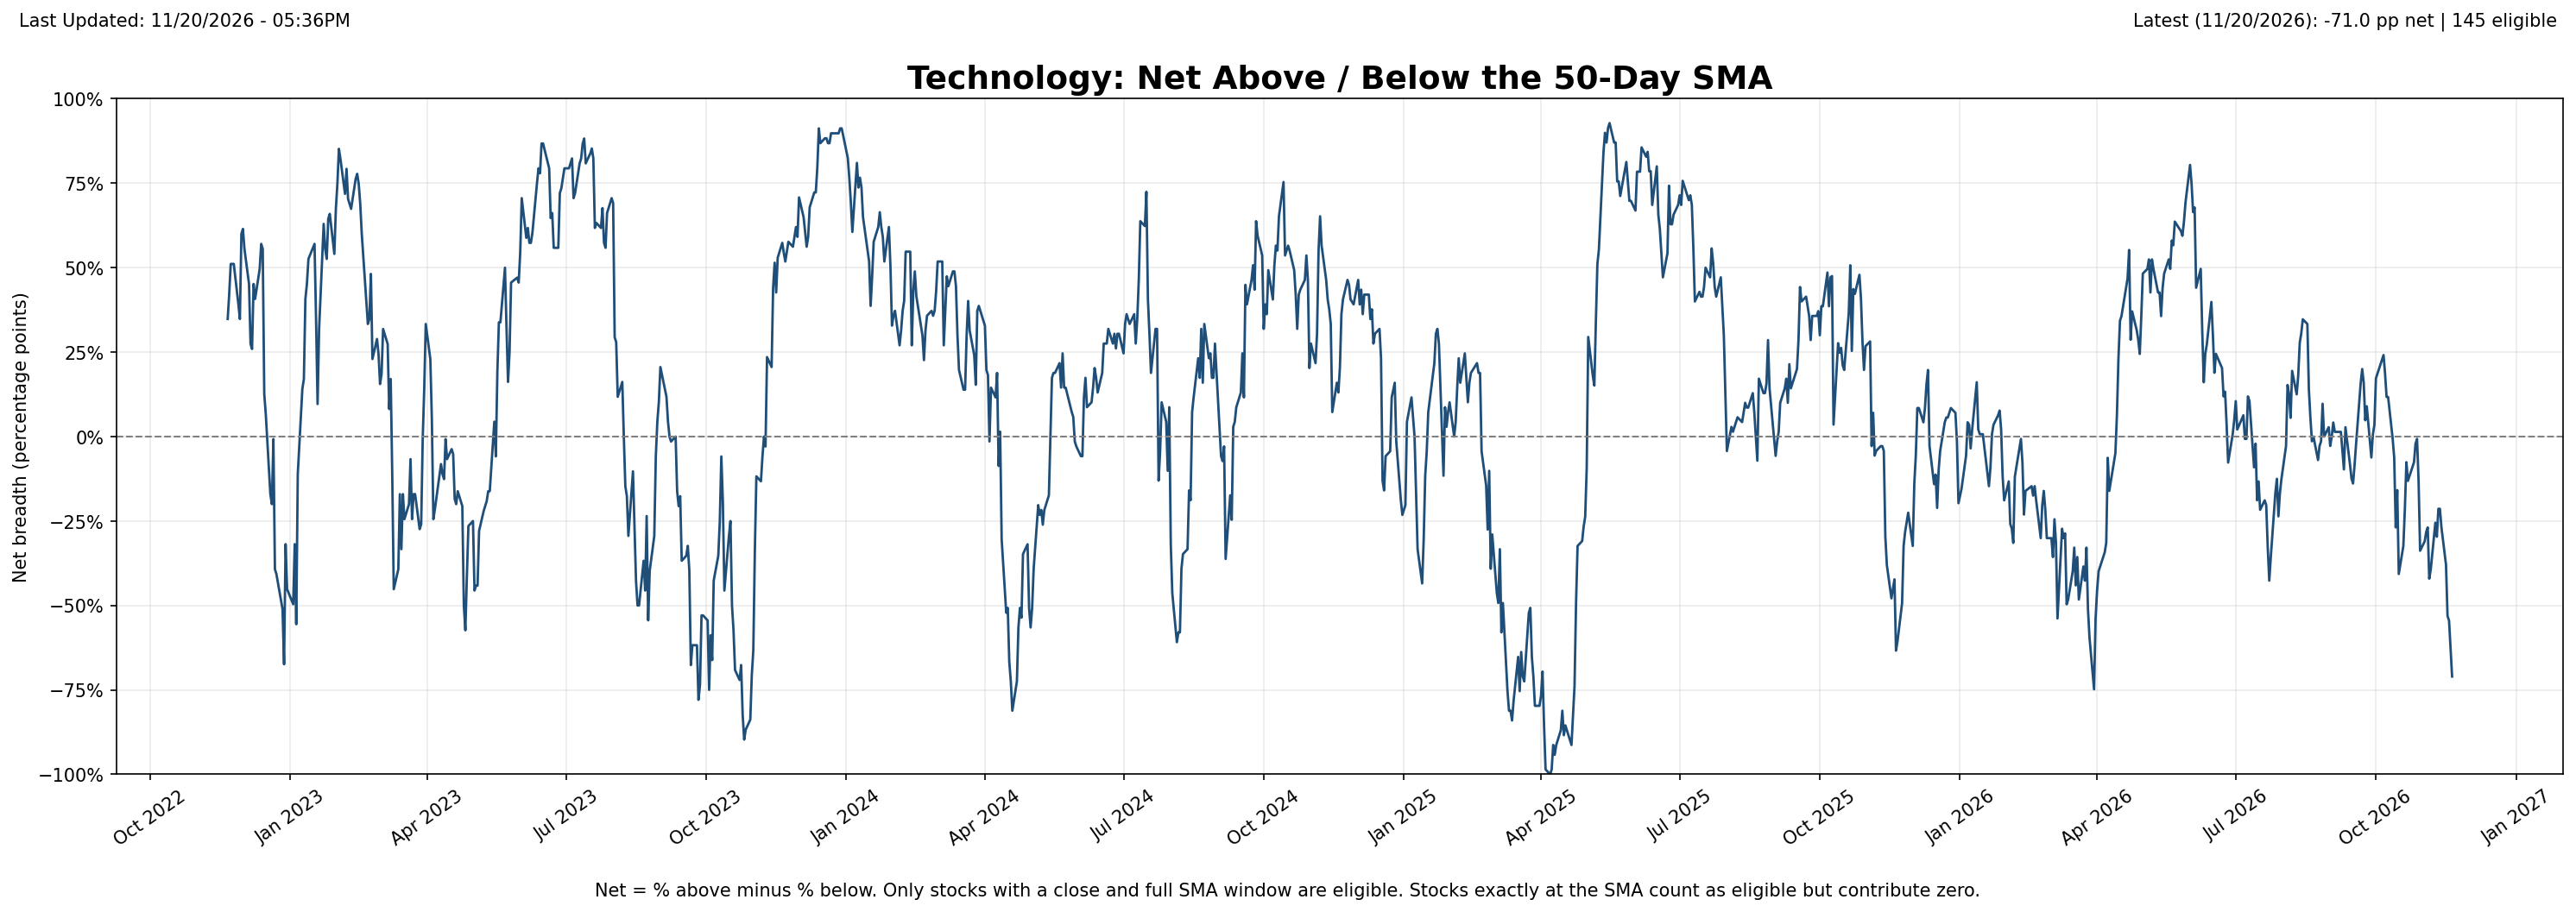 Last Updated: 11/20/2026 - 05:36PM
Latest (11/20/2026): -71.0 pp net | 145 eligible
Technology: Net Above / Below the 50-Day SMA
100%
75%
50%
25%
0%
−25%
−50%
−75%
−100%
Net breadth (percentage points)
Oct 2022
Jan 2023
Apr 2023
Jul 2023
Oct 2023
Jan 2024
Apr 2024
Jul 2024
Oct 2024
Jan 2025
Apr 2025
Jul 2025
Oct 2025
Jan 2026
Apr 2026
Jul 2026
Oct 2026
Jan 2027
Net = % above minus % below. Only stocks with a close and full SMA window are eligible. Stocks exactly at the SMA count as eligible but contribute zero.